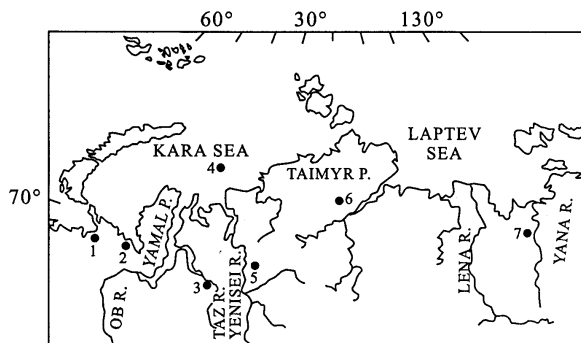 60° 30° 130°
LAPTEV
SEA
KARA SEA
4
TAIMYR P.
70°
6
YAMAL P.
1
2
7
YANA R.
LENA R.
5
3
OB R.
TAZ R.
YENISEI R.